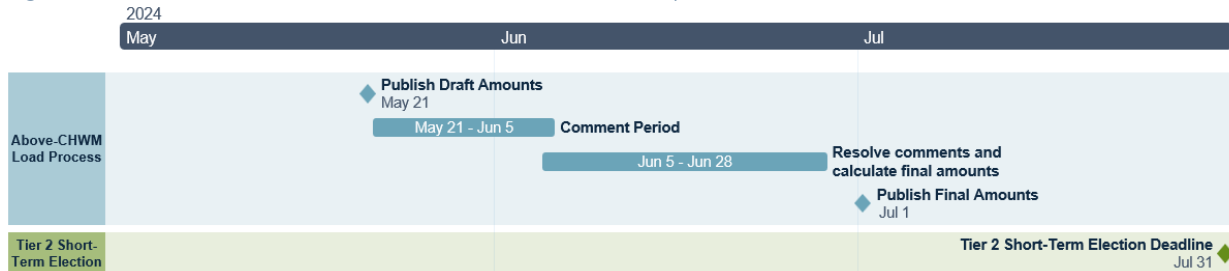 2024
May Jun Jul
Above-CHWM
Load Process
Publish Draft Amounts
May 21
May 21 - Jun 5 Comment Period
Jun 5 - Jun 28
Resolve comments and
calculate final amounts
Publish Final Amounts
Jul 1
Tier 2 Short-
Term Election
Tier 2 Short-Term Election Deadline
Jul 31